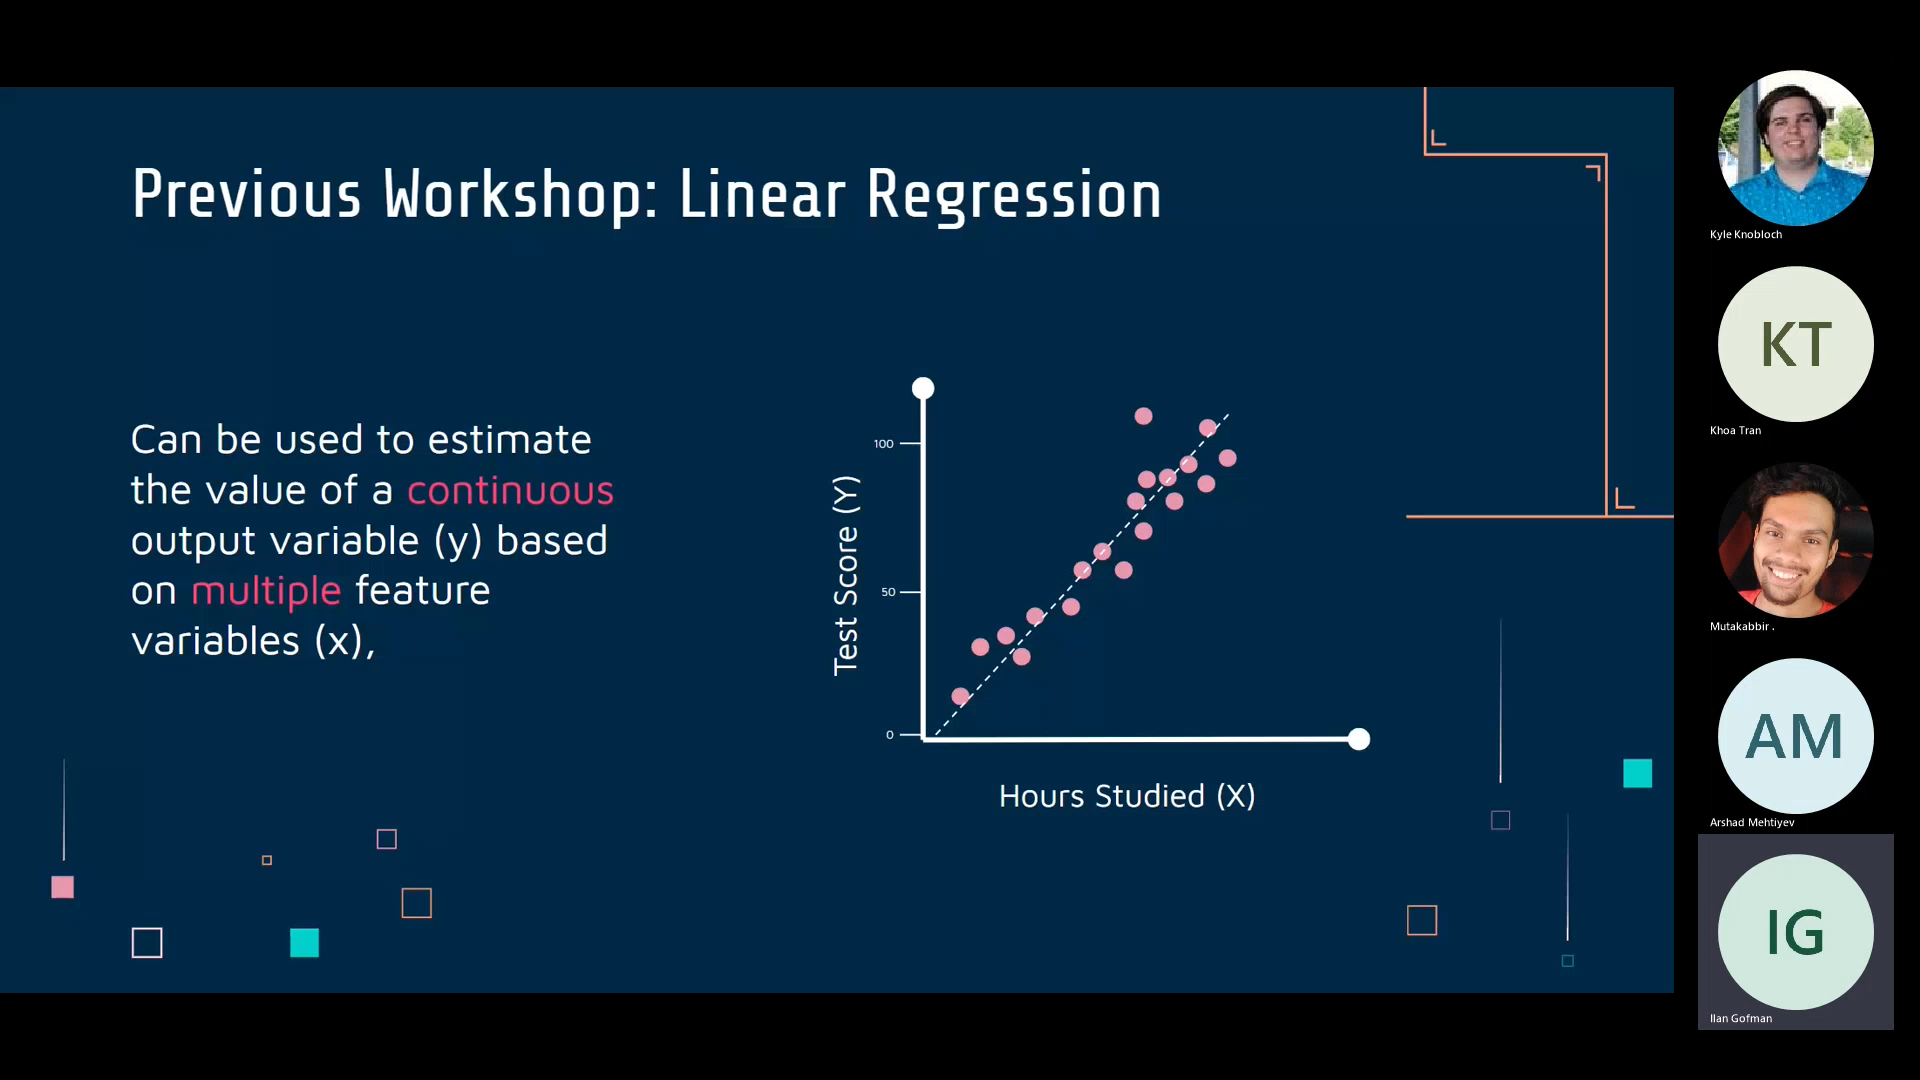 Previous Workshop: Linear Regression
Can be used to estimate
the value of a continuous
output variable (y) based
on multiple feature
variables (x),
100
50
0
Test Score (Y)
Hours Studied (X)
Kyle Knobloch
KT
Khoa Tran
Mutakabbir .
AM
Arshad Mehtiyev
IG
Ilan Gofman